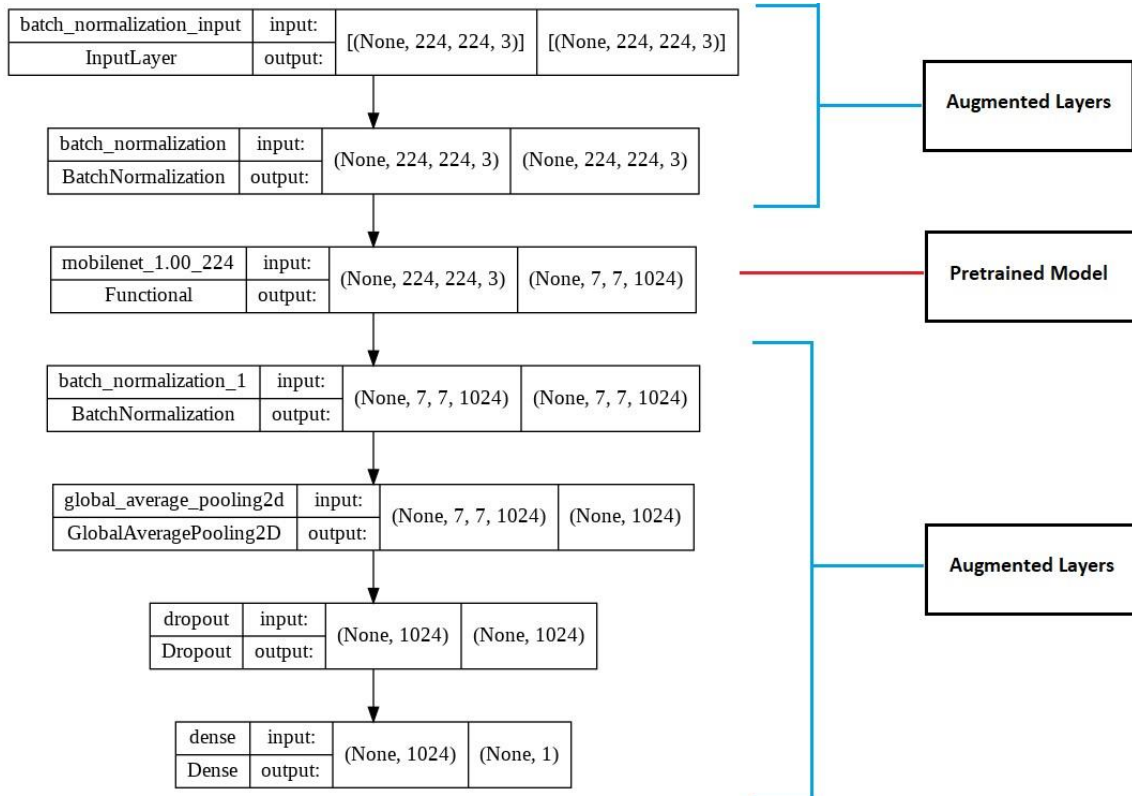 batch_normalization_input
InputLayer
input:
output:
[(None, 224, 224, 3)]
[(None, 224, 224, 3)]
Augmented Layers
batch_normalization
BatchNormalization
input:
output:
(None, 224, 224, 3)
(None, 224, 224, 3)
mobilenet_1.00_224
Functional
input:
output:
(None, 224, 224, 3)
(None, 7, 7, 1024)
Pretrained Model
batch_normalization_1
BatchNormalization
input:
output:
(None, 7, 7, 1024)
(None, 7, 7, 1024)
global_average_pooling2d
GlobalAveragePooling2D
input:
output:
(None, 7, 7, 1024)
(None, 1024)
Augmented Layers
dropout
Dropout
input:
output:
(None, 1024)
(None, 1024)
dense
Dense
input:
output:
(None, 1024)
(None, 1)